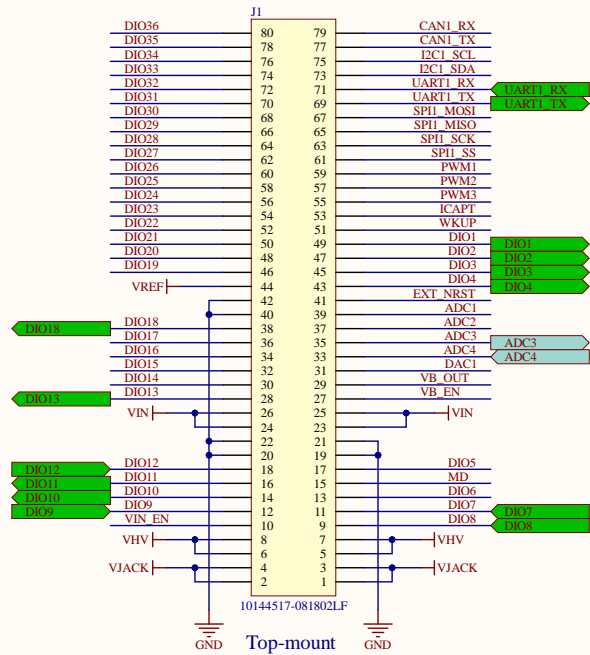 J1
DIO36 80 79 CAN1_RX
DIO35 78 77 CAN1_TX
DIO34 76 75 I2C1_SCL
DIO33 74 73 I2C1_SDA
DIO32 72 71 UART1_RX UART1_RX
DIO31 70 69 UART1_TX UART1_TX
DIO30 68 67 SPI1_MOSI
DIO29 66 65 SPI1_MISO
DIO28 64 63 SPI1_SCK
DIO27 62 61 SPI1_SS
DIO26 60 59 PWM1
DIO25 58 57 PWM2
DIO24 56 55 PWM3
DIO23 54 53 ICAPT
DIO22 52 51 WKUP
DIO21 50 49 DIO1 DIO1
DIO20 48 47 DIO2 DIO2
DIO19 46 45 DIO3 DIO3
VREF 44 43 DIO4 DIO4
42 41 EXT_NRST
40 39 ADC1
DIO18 DIO18 38 37 ADC2
DIO17 36 35 ADC3 ADC3
DIO16 34 33 ADC4 ADC4
DIO15 32 31 DAC1
DIO14 30 29 VB_OUT
DIO13 DIO13 28 27 VB_EN
VIN 26 25 VIN
24 23
22 21
20 19
DIO12 DIO12 18 17 DIO5
DIO11 DIO11 16 15 MD
DIO10 DIO10 14 13 DIO6
DIO9 DIO9 12 11 DIO7 DIO7
VIN_EN 10 9 DIO8 DIO8
VHV 8 7 VHV
6 5
VJACK 4 3 VJACK
2 1
10144517-081802LF
GND Top-mount GND